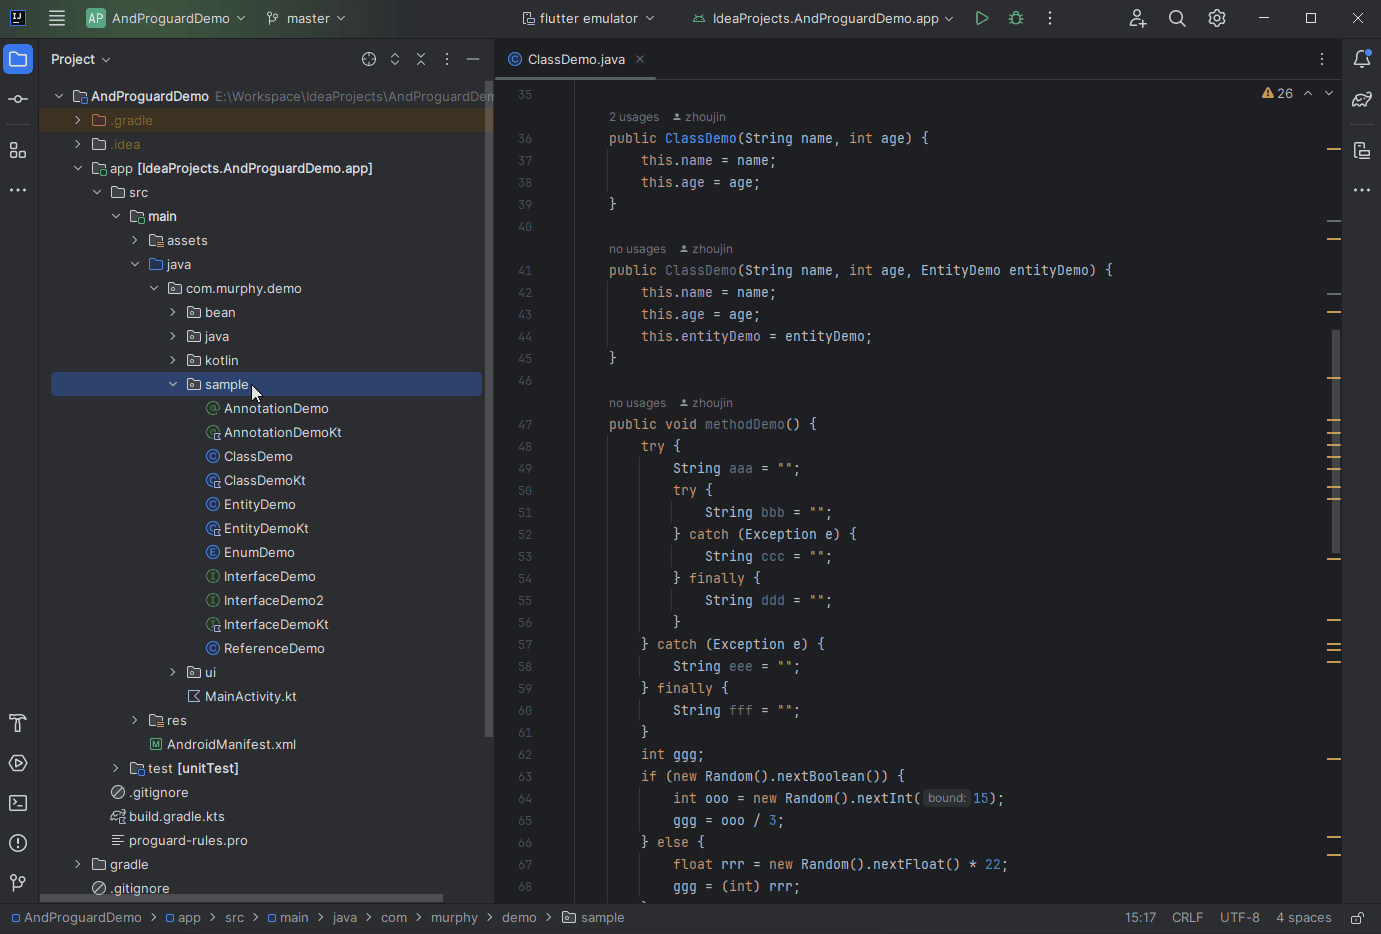 AP AndProguardDemo master flutter emulator IdeaProjects.AndProguardDemo.app
Project
ClassDemo.java
AndProguardDemo E:\Workspace\IdeaProjects\AndProguardDem
.gradle
.idea
app [IdeaProjects.AndProguardDemo.app]
src
main
assets
java
com.murphy.demo
bean
java
kotlin
sample
AnnotationDemo
AnnotationDemoKt
ClassDemo
ClassDemoKt
EntityDemo
EntityDemoKt
EnumDemo
InterfaceDemo
InterfaceDemo2
InterfaceDemoKt
ReferenceDemo
ui
MainActivity.kt
res
AndroidManifest.xml
test [unitTest]
.gitignore
build.gradle.kts
proguard-rules.pro
gradle
.gitignore
35
26
2 usages zhoujin
36 public ClassDemo(String name, int age) {
37 this.name = name;
38 this.age = age;
39 }
40
no usages zhoujin
41 public ClassDemo(String name, int age, EntityDemo entityDemo) {
42 this.name = name;
43 this.age = age;
44 this.entityDemo = entityDemo;
45 }
46
no usages zhoujin
47 public void methodDemo() {
48 try {
49 String aaa = "";
50 try {
51 String bbb = "";
52 } catch (Exception e) {
53 String ccc = "";
54 } finally {
55 String ddd = "";
56 }
57 } catch (Exception e) {
58 String eee = "";
59 } finally {
60 String fff = "";
61 }
62 int ggg;
63 if (new Random().nextBoolean()) {
64 int ooo = new Random().nextInt( bound: 15);
65 ggg = ooo / 3;
66 } else {
67 float rrr = new Random().nextFloat() * 22;
68 ggg = (int) rrr;
AndProguardDemo > app > src > main > java > com > murphy > demo > sample
15:17 CRLF UTF-8 4 spaces